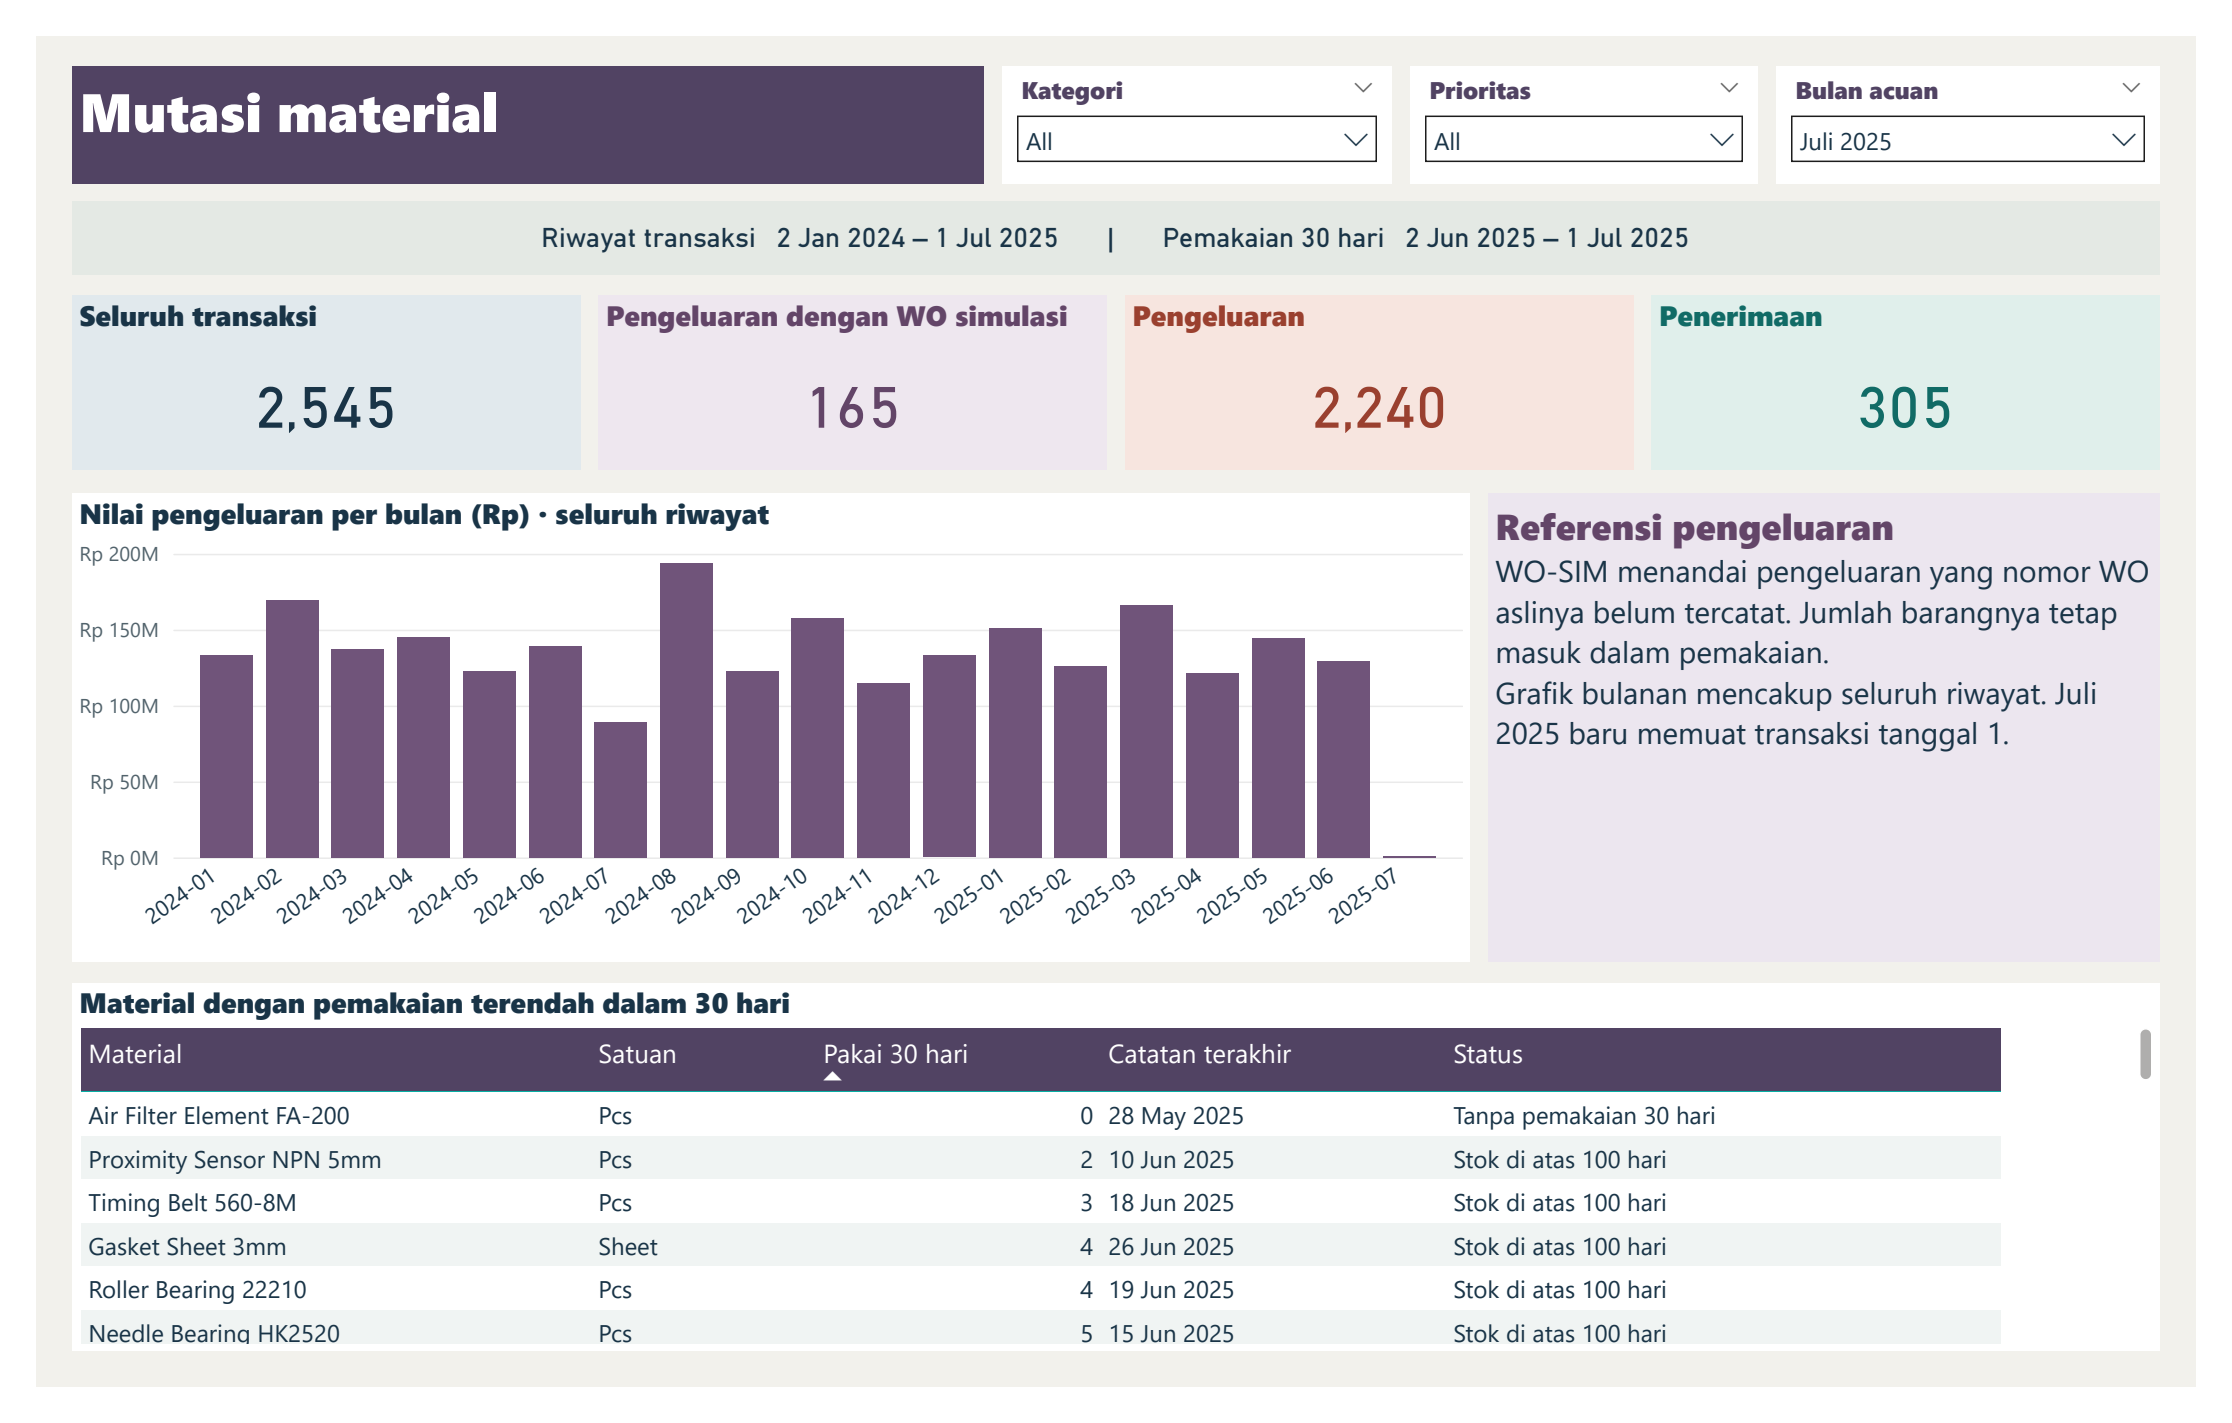 Mutasi material
Kategori
All
Prioritas
All
Bulan acuan
Juli 2025
Riwayat transaksi 2 Jan 2024 – 1 Jul 2025 | Pemakaian 30 hari 2 Jun 2025 – 1 Jul 2025
Seluruh transaksi
2,545
Pengeluaran dengan WO simulasi
165
Pengeluaran
2,240
Penerimaan
305
Nilai pengeluaran per bulan (Rp) · seluruh riwayat
Rp 200M
Rp 150M
Rp 100M
Rp 50M
Rp 0M
2024-01
2024-02
2024-03
2024-04
2024-05
2024-06
2024-07
2024-08
2024-09
2024-10
2024-11
2024-12
2025-01
2025-02
2025-03
2025-04
2025-05
2025-06
2025-07
Referensi pengeluaran
WO-SIM menandai pengeluaran yang nomor WO
aslinya belum tercatat. Jumlah barangnya tetap
masuk dalam pemakaian.
Grafik bulanan mencakup seluruh riwayat. Juli
2025 baru memuat transaksi tanggal 1.
Material dengan pemakaian terendah dalam 30 hari
Material Satuan Pakai 30 hari Catatan terakhir Status
Air Filter Element FA-200 Pcs 0 28 May 2025 Tanpa pemakaian 30 hari
Proximity Sensor NPN 5mm Pcs 2 10 Jun 2025 Stok di atas 100 hari
Timing Belt 560-8M Pcs 3 18 Jun 2025 Stok di atas 100 hari
Gasket Sheet 3mm Sheet 4 26 Jun 2025 Stok di atas 100 hari
Roller Bearing 22210 Pcs 4 19 Jun 2025 Stok di atas 100 hari
Needle Bearing HK2520 Pcs 5 15 Jun 2025 Stok di atas 100 hari